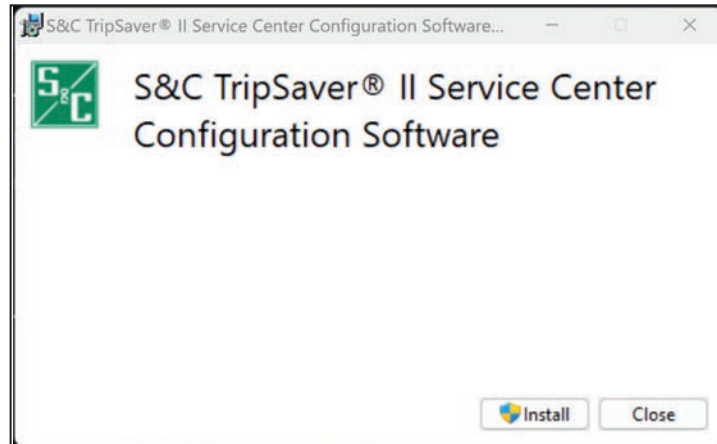 S&C TripSaver® II Service Center Configuration Software...
S&C
S&C TripSaver® II Service Center
Configuration Software
Install
Close